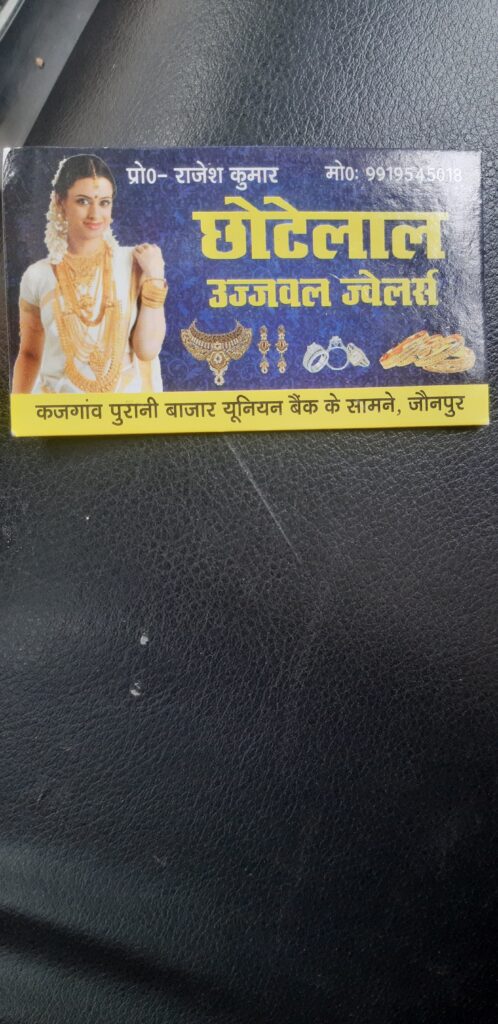 प्रो0- राजेश कुमार मो0: 9919545018
छोटेलाल
उज्जवल ज्वेलर्स
कजगांव पुरानी बाजार यूनियन बैंक के सामने, जौनपुर